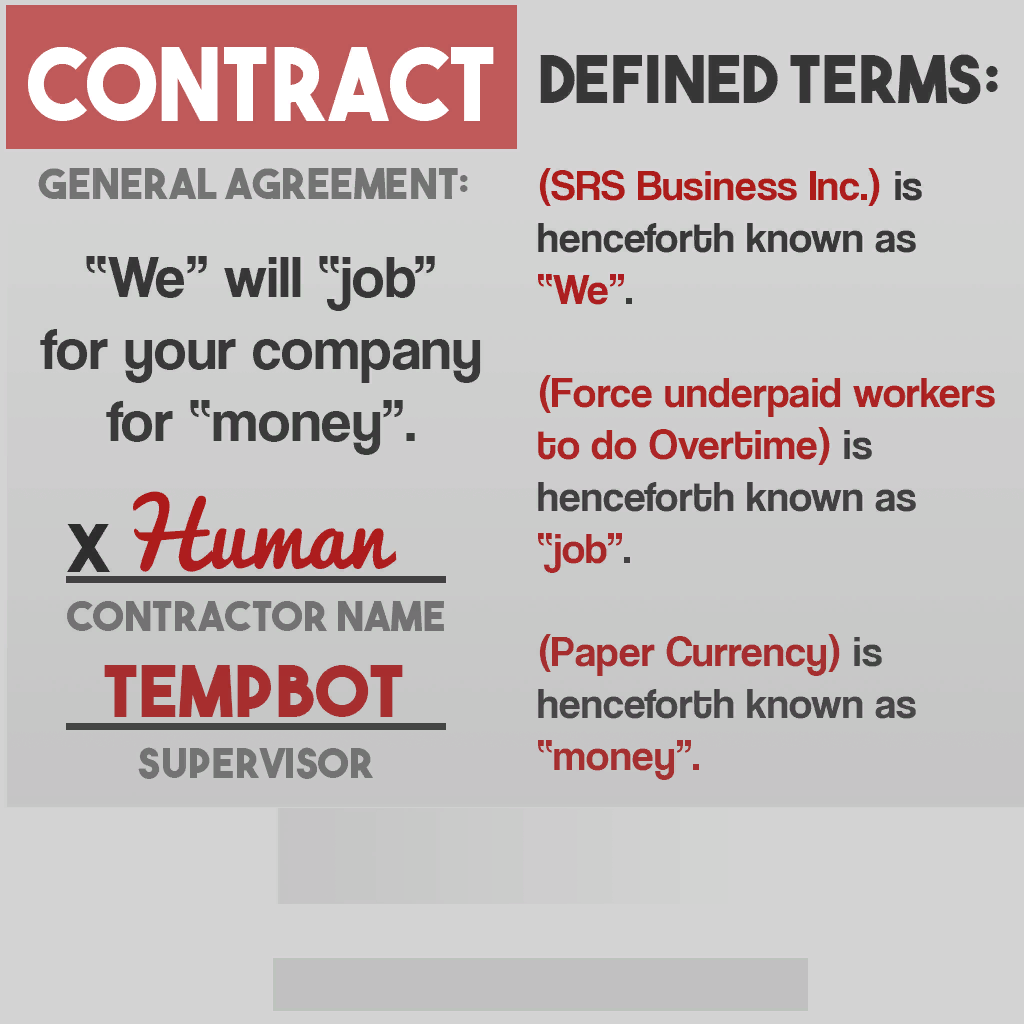 CONTRACT
GENERAL AGREEMENT:
“We” will “job”
for your company
for “money”.
X Human
CONTRACTOR NAME
TEMPBOT
SUPERVISOR
DEFINED TERMS:
(SRS Business Inc.) is
henceforth known as
“We”.
(Force underpaid workers
to do Overtime) is
henceforth known as
“job”.
(Paper Currency) is
henceforth known as
“money”.